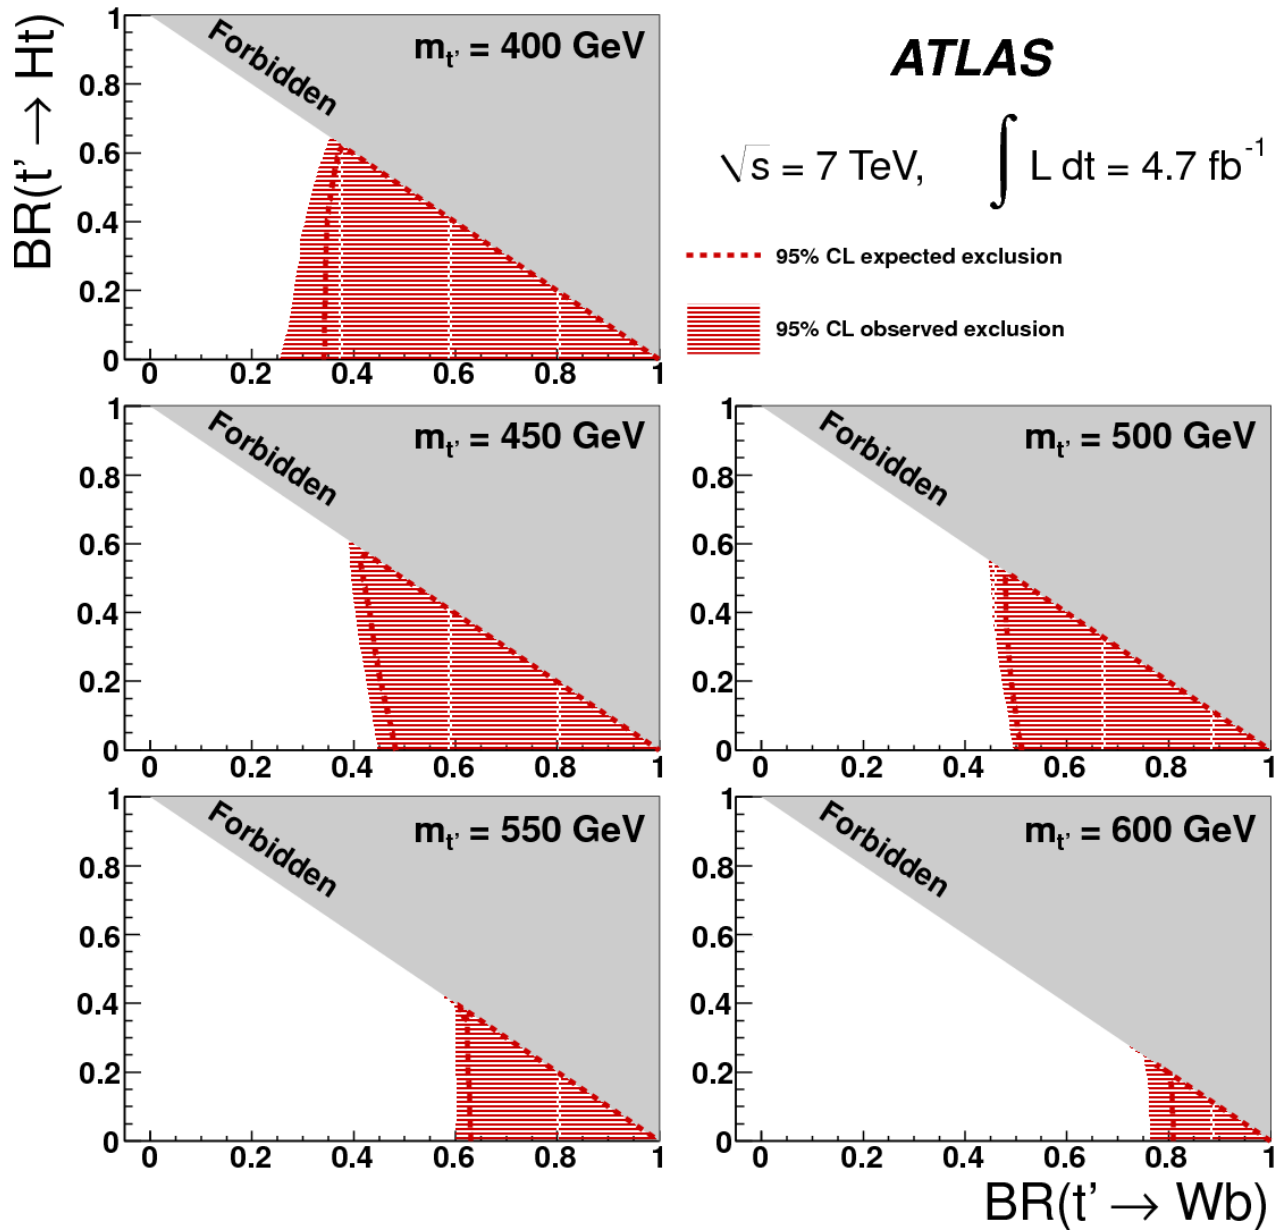 BR(t' → Ht)
m_t' = 400 GeV
Forbidden
1
0.8
0.6
0.4
0.2
0
0 0.2 0.4 0.6 0.8 1
ATLAS
√s = 7 TeV, ∫ L dt = 4.7 fb⁻¹
95% CL expected exclusion
95% CL observed exclusion
m_t' = 450 GeV
Forbidden
1
0.8
0.6
0.4
0.2
0
0 0.2 0.4 0.6 0.8 1
m_t' = 500 GeV
Forbidden
1
0.8
0.6
0.4
0.2
0
0 0.2 0.4 0.6 0.8 1
m_t' = 550 GeV
Forbidden
1
0.8
0.6
0.4
0.2
0
0 0.2 0.4 0.6 0.8 1
m_t' = 600 GeV
Forbidden
1
0.8
0.6
0.4
0.2
0
0 0.2 0.4 0.6 0.8 1
BR(t' → Wb)